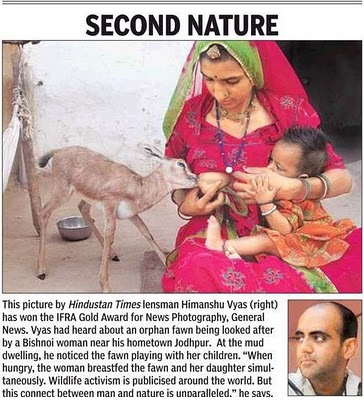 SECOND NATURE
This picture by Hindustan Times lensman Himanshu Vyas (right)
has won the IFRA Gold Award for News Photography, General
News. Vyas had heard about an orphan fawn being looked after
by a Bishnoi woman near his hometown Jodhpur. At the mud
dwelling, he noticed the fawn playing with her children. “When
hungry, the woman breastfed the fawn and her daughter simul-
taneously. Wildlife activism is publicised around the world. But
this connect between man and nature is unparalleled,” he says.